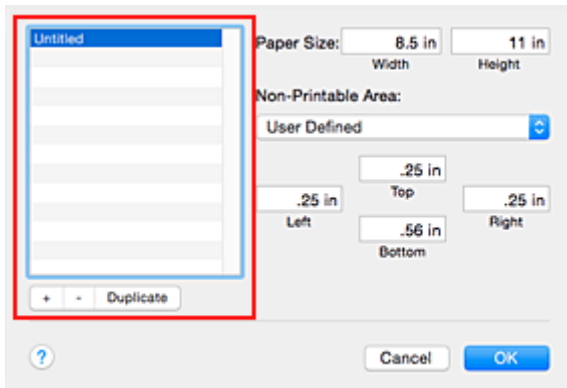 Untitled
Paper Size: 8.5 in 11 in
Width Height
Non-Printable Area:
User Defined
.25 in
Top
.25 in .25 in
Left Right
.56 in
Bottom
+ - Duplicate
? Cancel OK